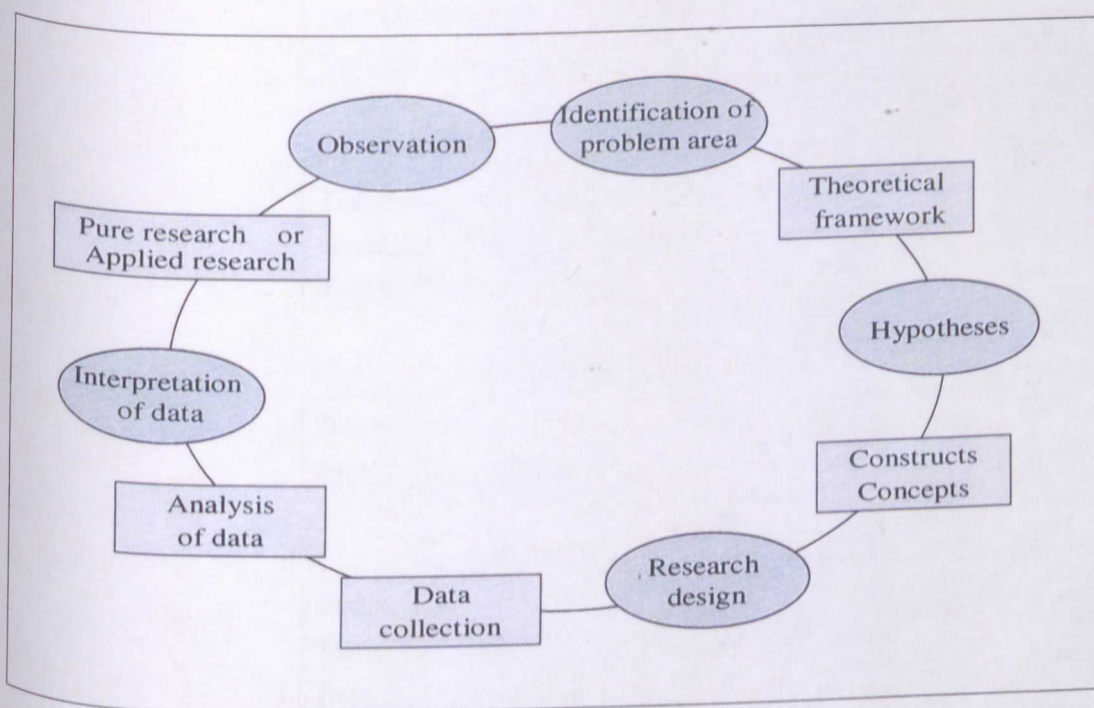 Observation
Identification of
problem area
Theoretical
framework
Hypotheses
Constructs
Concepts
Research
design
Data
collection
Analysis
of data
Interpretation
of data
Pure research or
Applied research